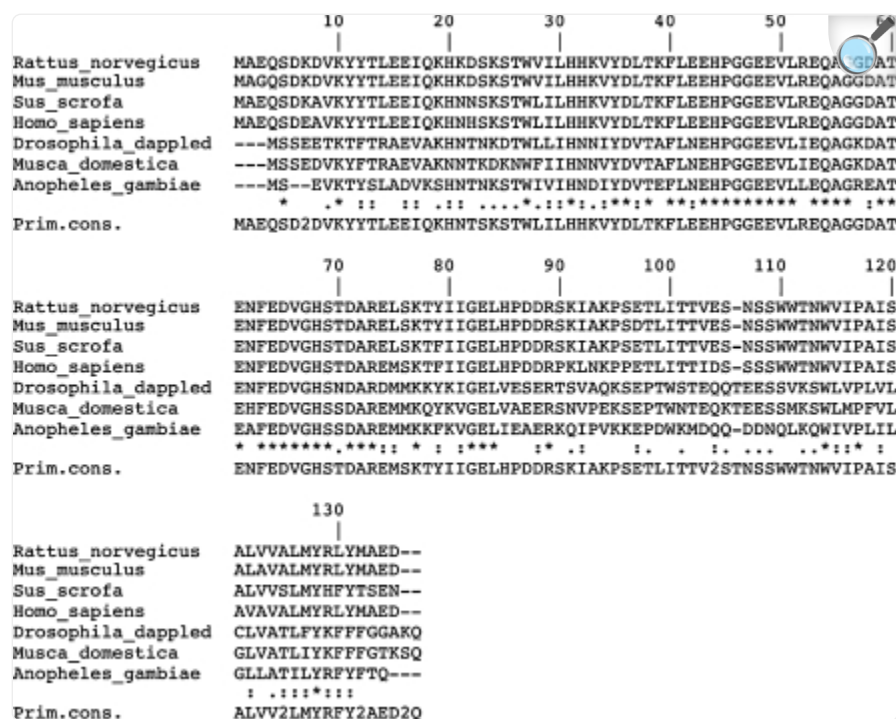 10 20 30 40 50 60
Rattus_norvegicus MAEQSDKDVKYYTLEEIQKHKDSKSTWVILHHKVYDLTKFLEEHPGGEEVLREQAGGDAT
Mus_musculus MAGQSDKDVKYYTLEEIQKHKDSKSTWVILHHKVYDLTKFLEEHPGGEEVLREQAGGDAT
Sus_scrofa MAEQSDKAVKYYTLEEIQKHNNSKSTWLILHHKVYDLTKFLEEHPGGEEVLREQAGGDAT
Homo_sapiens MAEQSDEAVKYYTLEEIQKHNHSKSTWLILHHKVYDLTKFLEEHPGGEEVLREQAGGDAT
Drosophila_dappled ---MSSEETKTFTRAEVAKHNTNKDTWLLIHNNIYDVTAFLNEHPGGEEVLIEQAGKDAT
Musca_domestica ---MSSEDVKYFTRAEVAKNNTKDKNWFIIHNNVYDVTAFLNEHPGGEEVLIEQAGKDAT
Anopheles_gambiae ---MS--EVKTYSLADVKSHNTNKSTWIVIHNDIYDVTEFLNEHPGGEEVLLEQAGREAT
* .* :: :: .:: ....*.:*:.:**:* **:********* **** :**
Prim.cons. MAEQSD2DVKYYTLEEIQKHNTSKSTWLILHHKVYDLTKFLEEHPGGEEVLREQAGGDAT
70 80 90 100 110 120
Rattus_norvegicus ENFEDVGHSTDARELSKTYIIGELHPDDRSKIAKPSETLITTVES-NSSWWTNWVIPAIS
Mus_musculus ENFEDVGHSTDARELSKTYIIGELHPDDRSKIAKPSDTLITTVES-NSSWWTNWVIPAIS
Sus_scrofa ENFEDVGHSTDARELSKTFIIGELHPDDRSKIAKPSETLITTVES-NSSWWTNWVIPAIS
Homo_sapiens ENFEDVGHSTDAREMSKTFIIGELHPDDRPKLNKPPETLITTIDS-SSSWWTNWVIPAIS
Drosophila_dappled ENFEDVGHSNDARDMMKKYKIGELVESERTSVAQKSEPTWSTEQQTEESSVKSWLVPLVL
Musca_domestica EHFEDVGHSSDAREMMKQYKVGELVAEERSNVPEKSEPTWNTEQKTEESSMKSWLMPFVL
Anopheles_gambiae EAFEDVGHSSDAREMMKKFKVGELIEAERKQIPVKKEPDWKMDQQ-DDNQLKQWIVPLIL
* *******.***:: * : :*** :* .: :. . :. ... ..*::* :
Prim.cons. ENFEDVGHSTDAREMSKTYIIGELHPDDRSKIAKPSETLITTV2STNSSWWTNWVIPAIS
130
Rattus_norvegicus ALVVALMYRLYMAED--
Mus_musculus ALAVALMYRLYMAED--
Sus_scrofa ALVVSLMYHFYTSEN--
Homo_sapiens AVAVALMYRLYMAED--
Drosophila_dappled CLVATLFYKFFFGGAKQ
Musca_domestica GLVATLIYKFFFGTKSQ
Anopheles_gambiae GLLATILYRFYFTQ---
: .:::*:::
Prim.cons. ALVV2LMYRFY2AED2Q